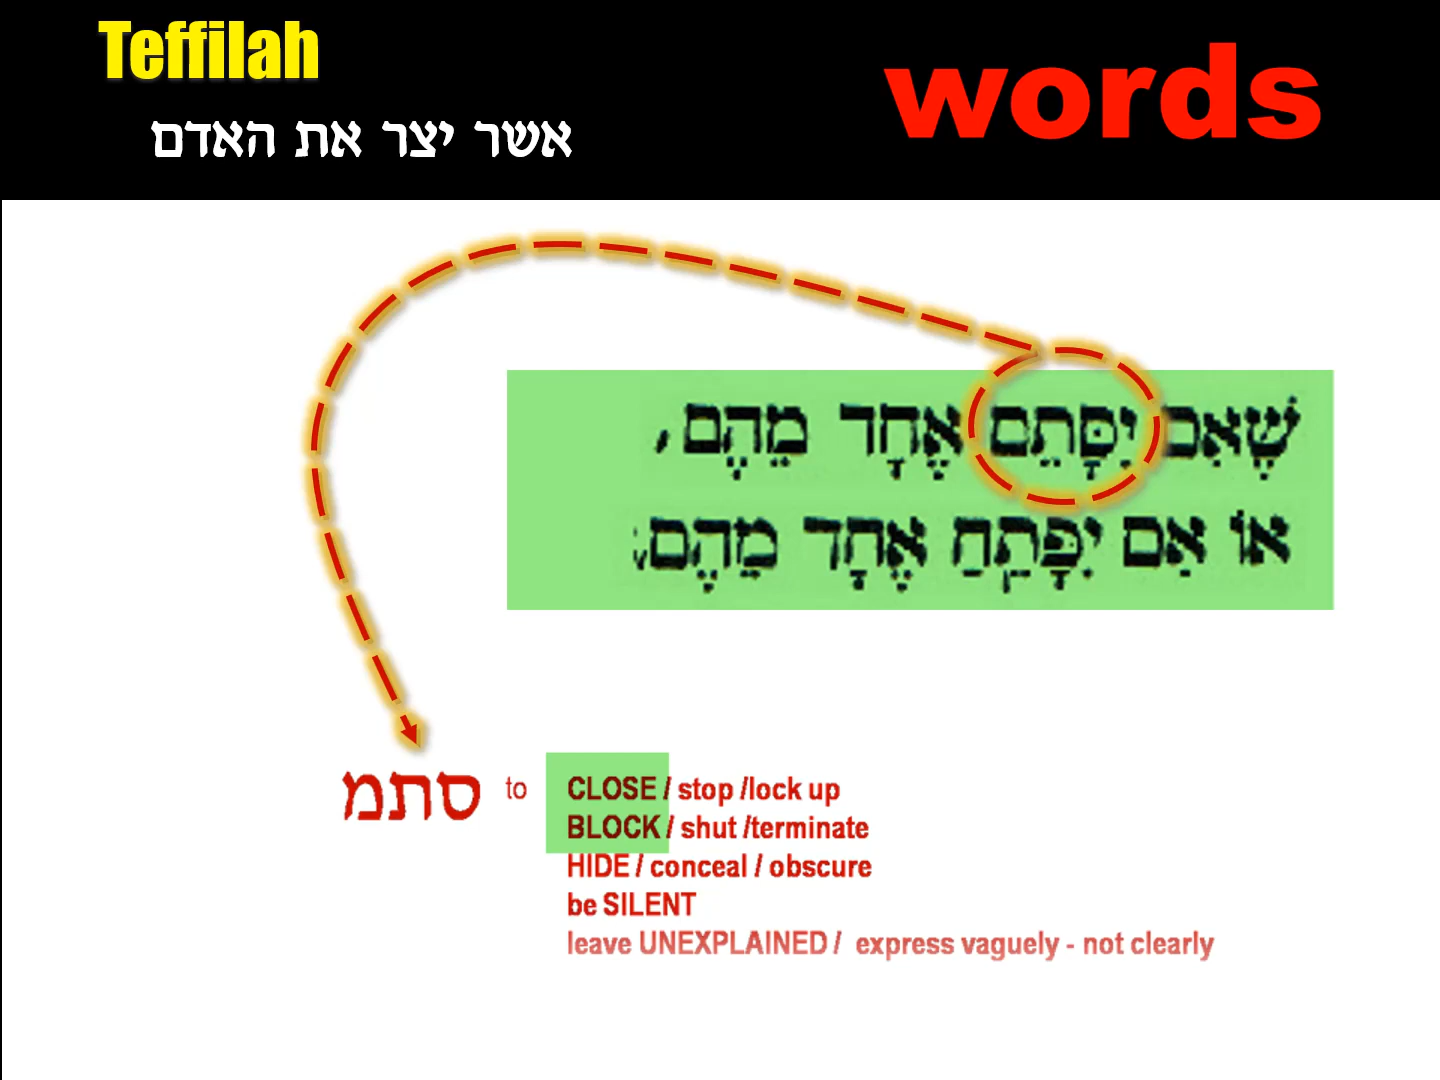 Teffilah
words
אשר יצר את האדם
שֶׁאִם יִסָּתֵם אֶחָד מֵהֶם,
אוֹ אִם יִפָּתֵחַ אֶחָד מֵהֶם:
סתמ to CLOSE / stop /lock up
BLOCK / shut /terminate
HIDE / conceal / obscure
be SILENT
leave UNEXPLAINED / express vaguely - not clearly